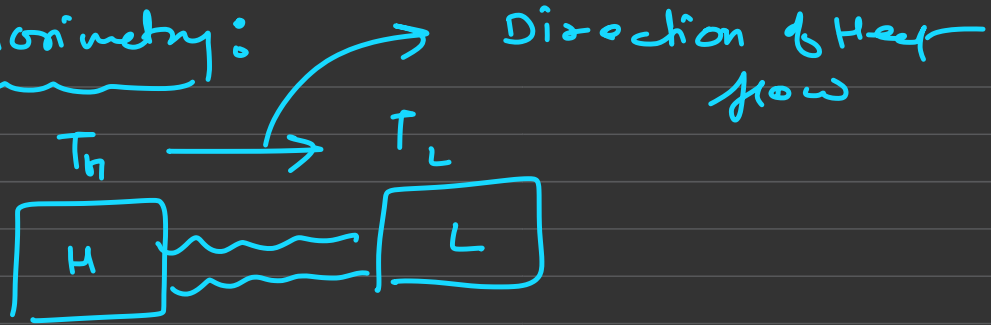 orimetry:
Direction of Heat
flow
Th
TL
H
L